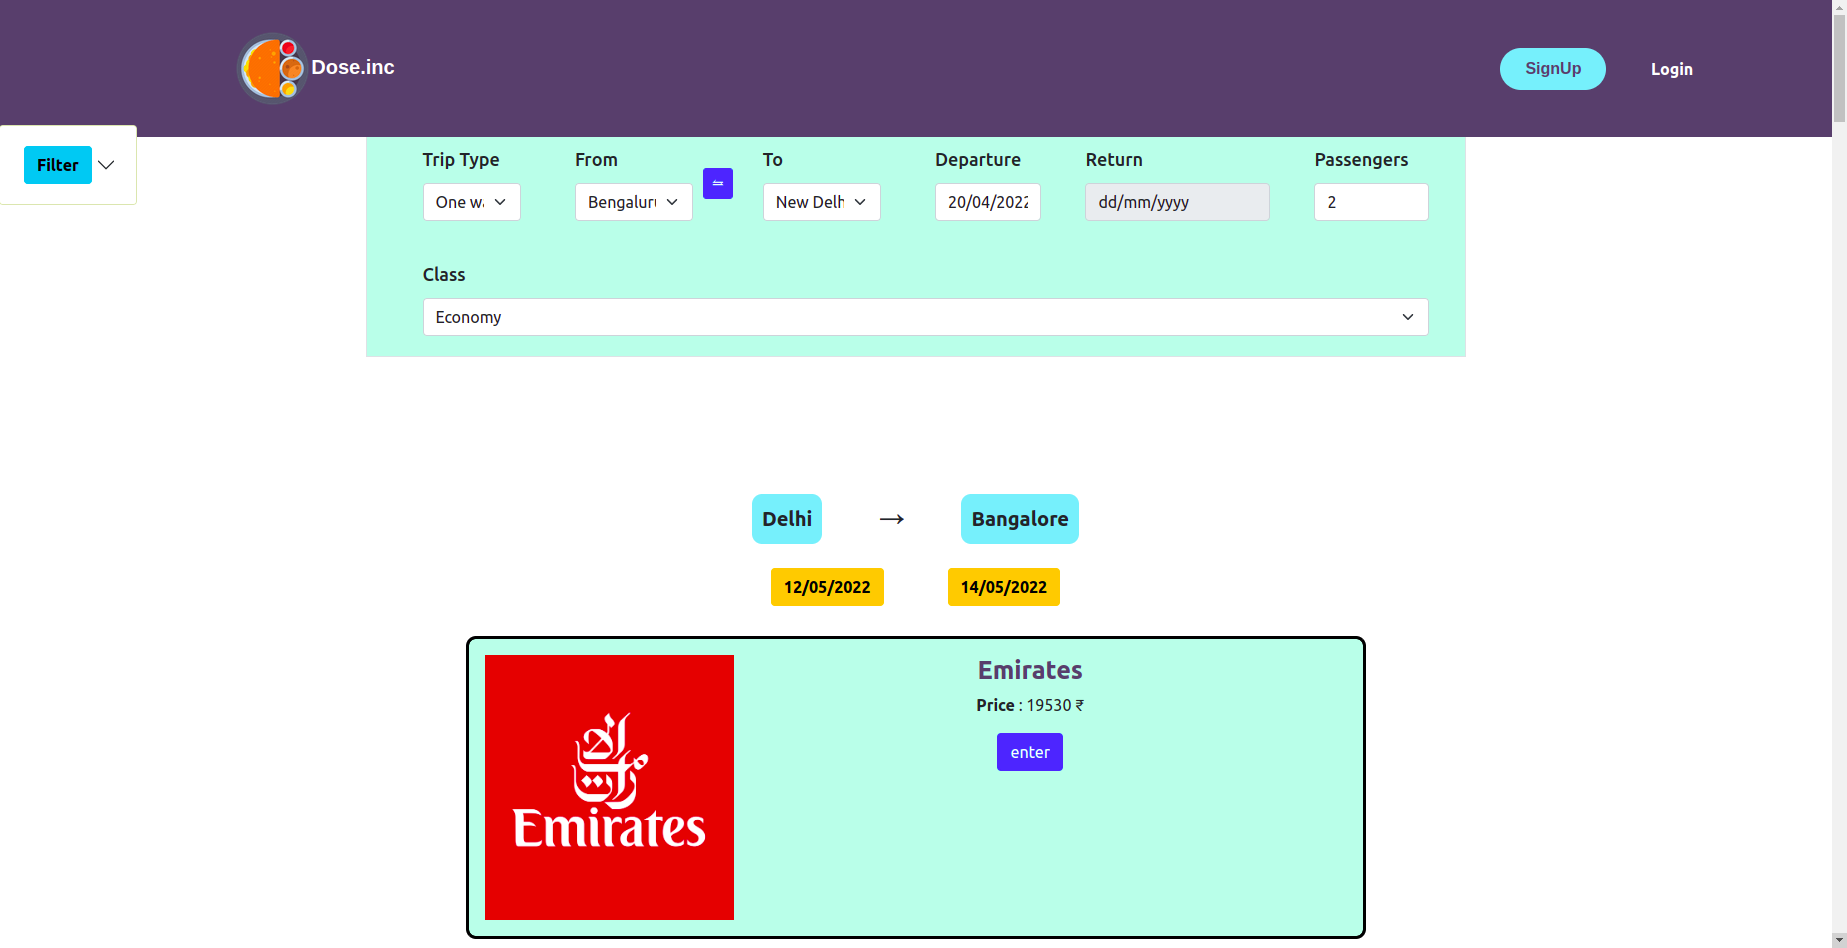 Dose.inc
SignUp
Login
Filter
Trip Type
From
To
Departure
Return
Passengers
One wa
Bengaluru
New Delh
20/04/2022
dd/mm/yyyy
2
Class
Economy
Delhi → Bangalore
12/05/2022
14/05/2022
Emirates
Price : 19530 ₹
enter
Emirates